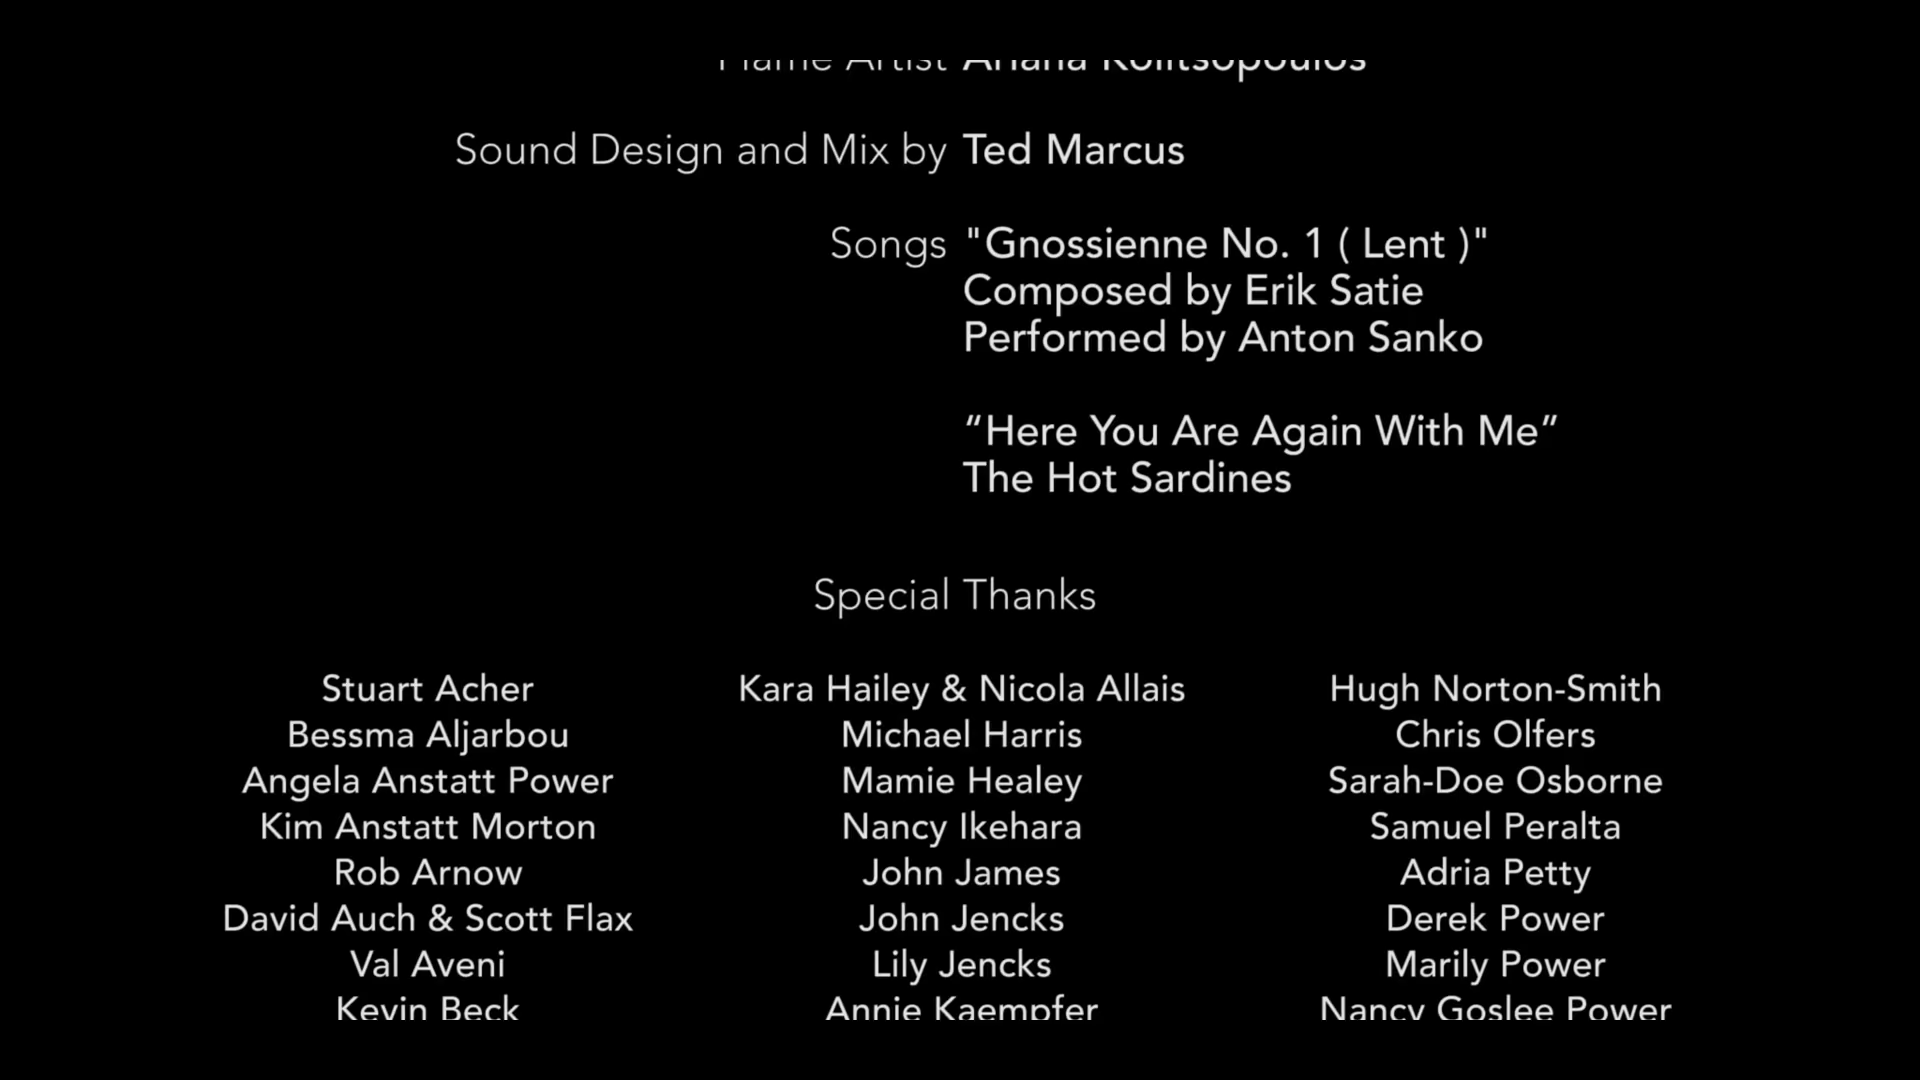 Flame Artist Ariana Kolitsopoulos
Sound Design and Mix by Ted Marcus
Songs "Gnossienne No. 1 ( Lent )"
Composed by Erik Satie
Performed by Anton Sanko
“Here You Are Again With Me”
The Hot Sardines
Special Thanks
Stuart Acher Kara Hailey & Nicola Allais Hugh Norton-Smith
Bessma Aljarbou Michael Harris Chris Olfers
Angela Anstatt Power Mamie Healey Sarah-Doe Osborne
Kim Anstatt Morton Nancy Ikehara Samuel Peralta
Rob Arnow John James Adria Petty
David Auch & Scott Flax John Jencks Derek Power
Val Aveni Lily Jencks Marily Power
Kevin Beck Annie Kaempfer Nancy Goslee Power